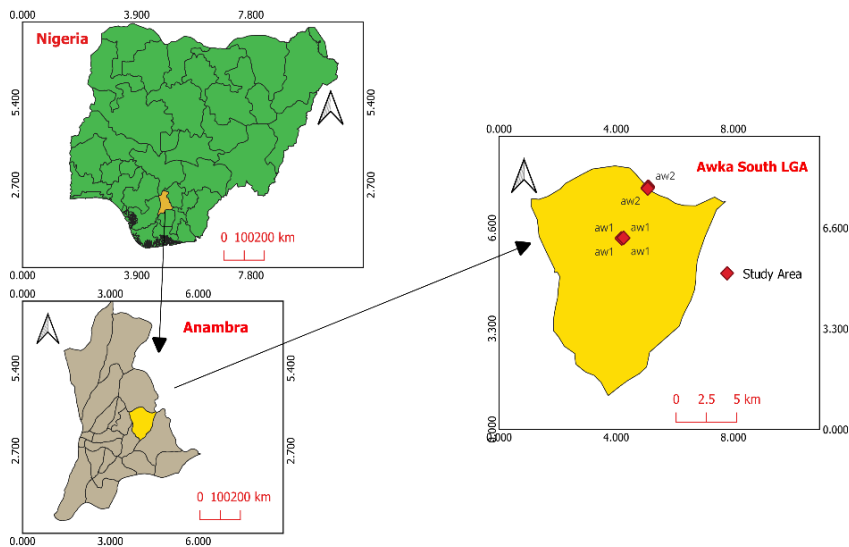 0.000 3.900 7.800
Nigeria
5.400 5.400
2.700 2.700
0 100200 km
0.000 3.900 7.800
0.000 3.000 6.000
Anambra
5.400 5.400
2.700 2.700
0 100200 km
0.000 3.000 6.000
0.000 4.000 8.000
Awka South LGA
aw2
aw2
6.600 aw1 aw1 6.600
aw1 aw1
Study Area
3.300 3.300
0 2.5 5 km
0.000 0.000
0.000 4.000 8.000